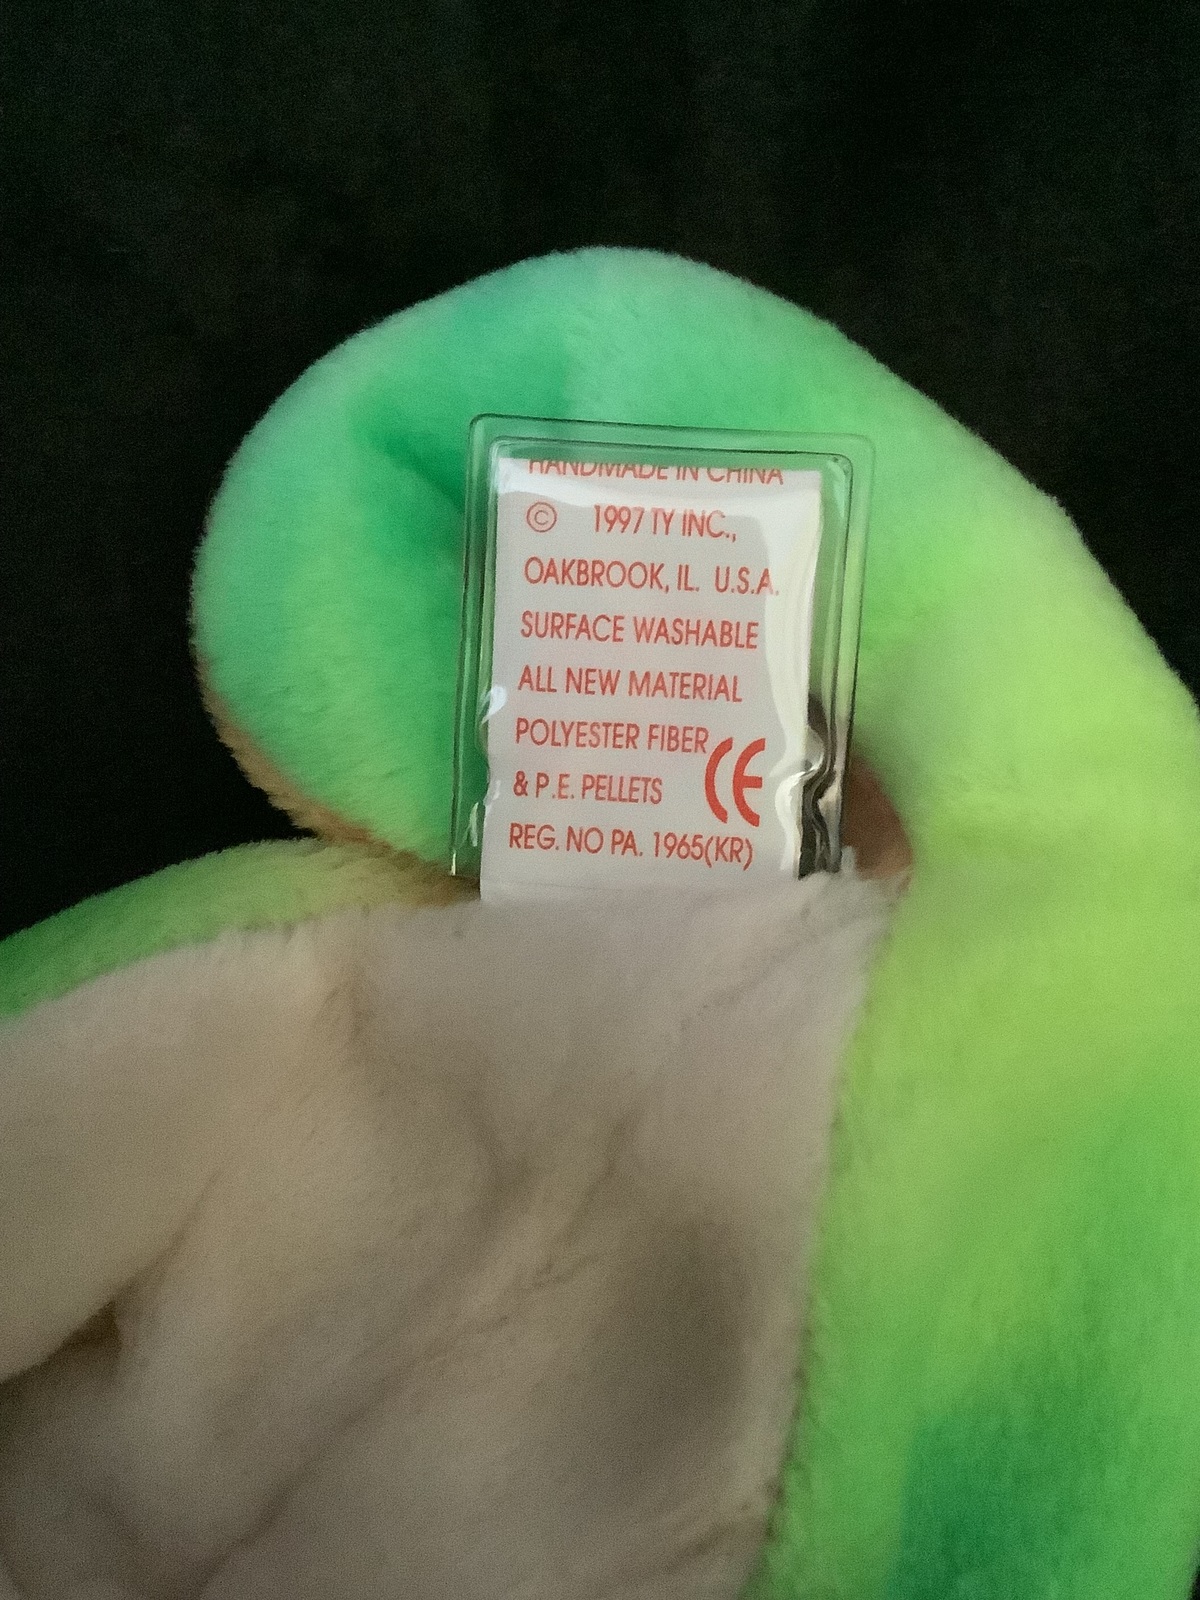 HANDMADE IN CHINA
© 1997 TY INC.,
OAKBROOK, IL. U.S.A.
SURFACE WASHABLE
ALL NEW MATERIAL
POLYESTER FIBER
& P.E. PELLETS CE
REG. NO PA. 1965(KR)